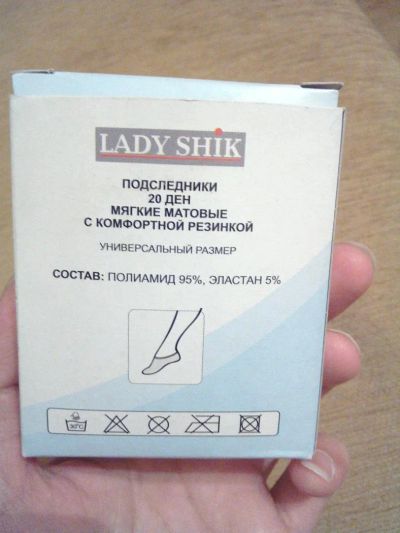 LADY SHIK
ПОДСЛЕДНИКИ
20 ДЕН
МЯГКИЕ МАТОВЫЕ
С КОМФОРТНОЙ РЕЗИНКОЙ
УНИВЕРСАЛЬНЫЙ РАЗМЕР
СОСТАВ: ПОЛИАМИД 95%, ЭЛАСТАН 5%